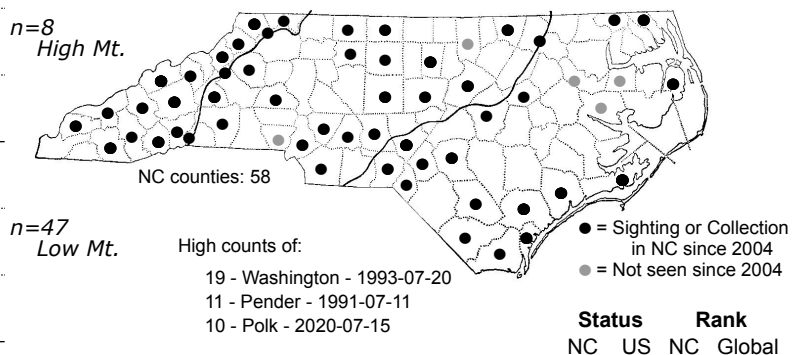 n=8
High Mt.
NC counties: 58
n=47
Low Mt.
High counts of:
19 - Washington - 1993-07-20
11 - Pender - 1991-07-11
10 - Polk - 2020-07-15
● = Sighting or Collection
in NC since 2004
● = Not seen since 2004
Status Rank
NC US NC Global